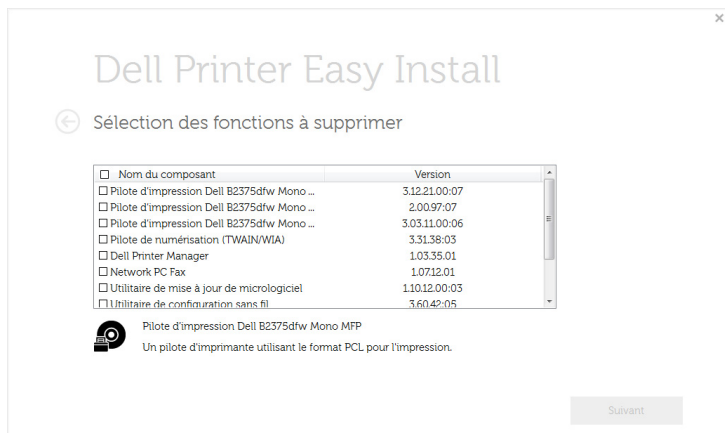 Dell Printer Easy Install
Sélection des fonctions à supprimer
Nom du composant Version
Pilote d'impression Dell B2375dfw Mono ... 3.12.21.00:07
Pilote d'impression Dell B2375dfw Mono ... 2.00.97:07
Pilote d'impression Dell B2375dfw Mono ... 3.03.11.00:06
Pilote de numérisation (TWAIN/WIA) 3.31.38:03
Dell Printer Manager 1.03.35.01
Network PC Fax 1.07.12.01
Utilitaire de mise à jour de micrologiciel 1.10.12.00:03
Utilitaire de configuration sans fil 3.60.42:05
Pilote d'impression Dell B2375dfw Mono MFP
Un pilote d'imprimante utilisant le format PCL pour l'impression.
Suivant